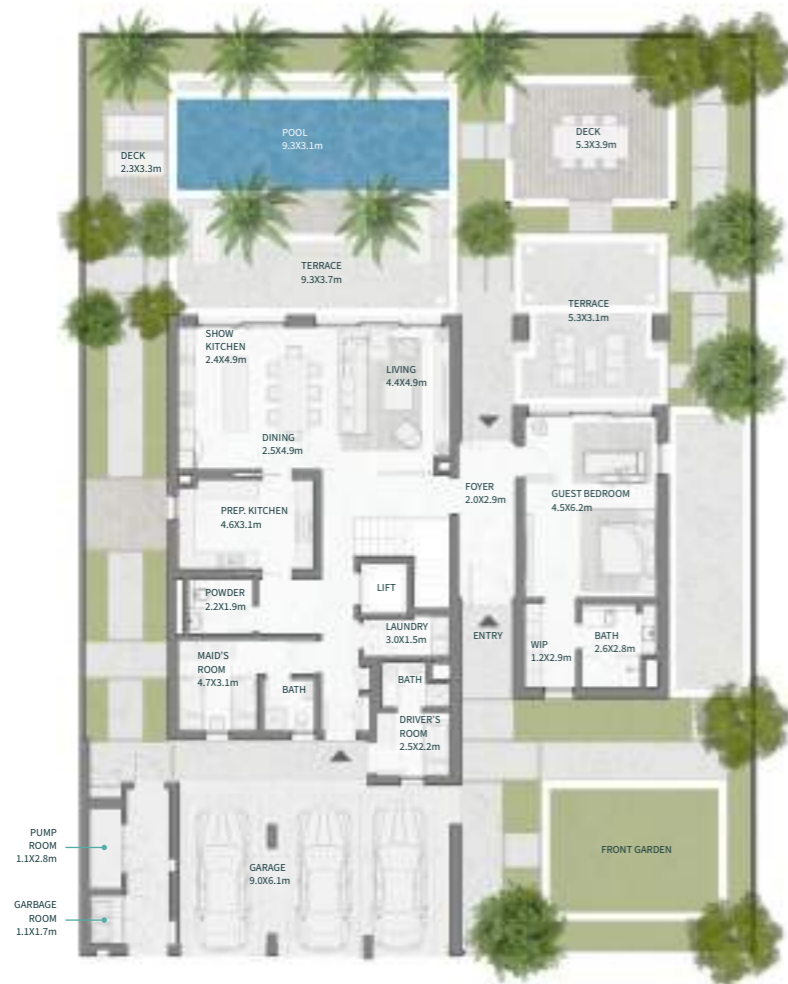 POOL
9.3X3.1m
DECK
5.3X3.9m
DECK
2.3X3.3m
TERRACE
9.3X3.7m
TERRACE
5.3X3.1m
SHOW
KITCHEN
2.4X4.9m
LIVING
4.4X4.9m
DINING
2.5X4.9m
FOYER
2.0X2.9m
GUEST BEDROOM
4.5X6.2m
PREP. KITCHEN
4.6X3.1m
LIFT
POWDER
2.2X1.9m
LAUNDRY
3.0X1.5m
ENTRY
WIP
1.2X2.9m
BATH
2.6X2.8m
MAID'S
ROOM
4.7X3.1m
BATH
BATH
DRIVER'S
ROOM
2.5X2.2m
PUMP
ROOM
1.1X2.8m
GARAGE
9.0X6.1m
FRONT GARDEN
GARBAGE
ROOM
1.1X1.7m